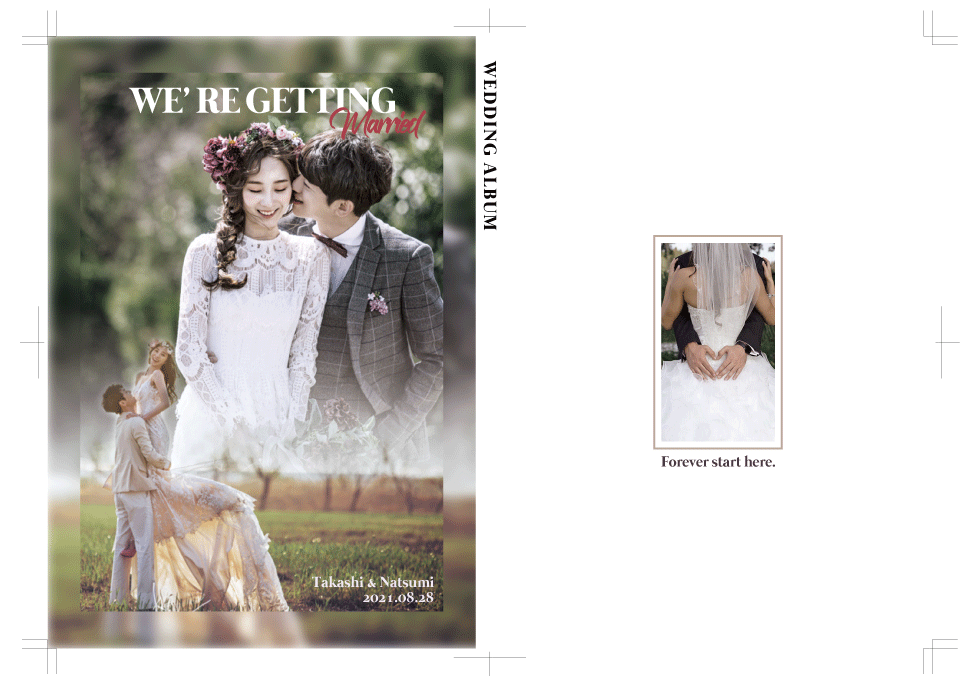 WE’ RE GETTING
Married
WEDDING ALBUM
Forever start here.
Takashi & Natsumi
2021.08.28